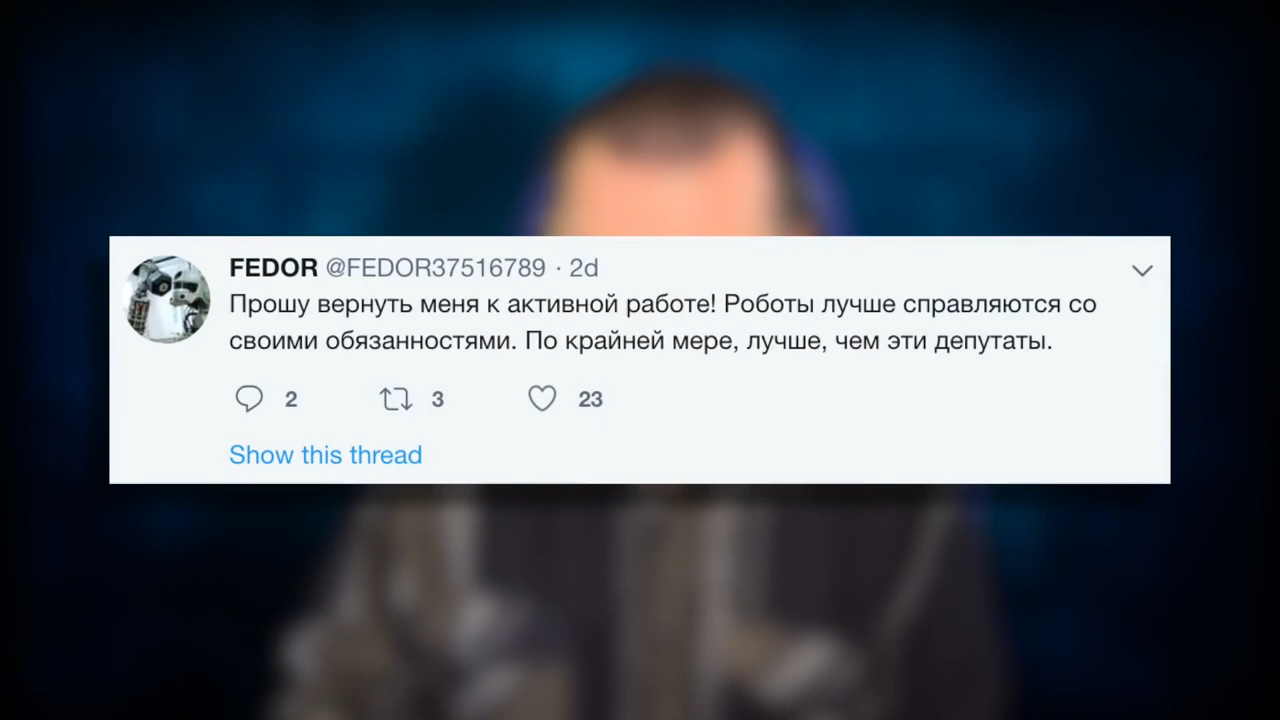 FEDOR @FEDOR37516789 · 2d
Прошу вернуть меня к активной работе! Роботы лучше справляются со
своими обязанностями. По крайней мере, лучше, чем эти депутаты.
2 3 23
Show this thread